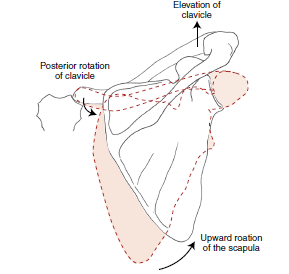 Elevation of
clavicle
Posterior rotation
of clavicle
Upward roation
of the scapula